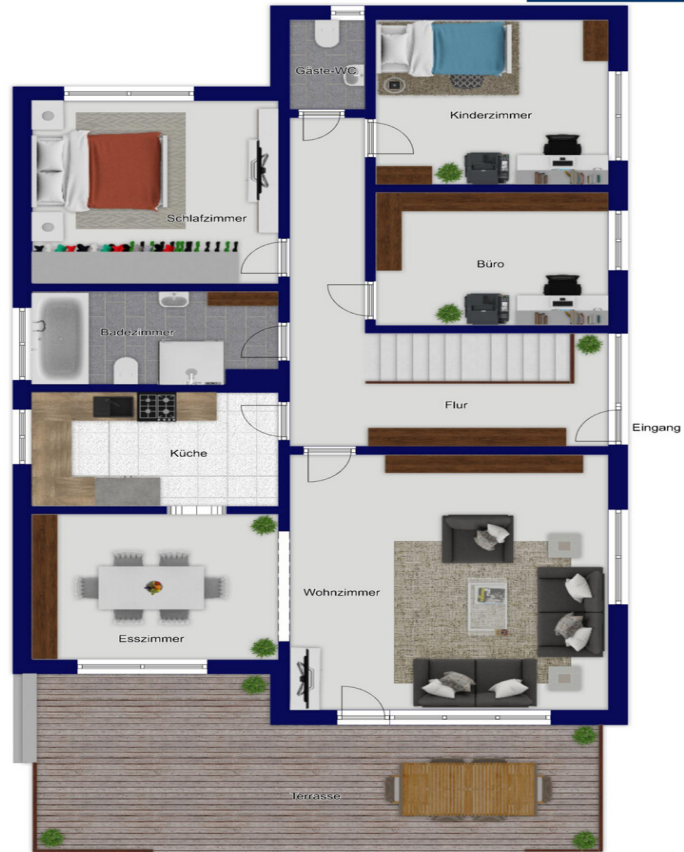 Gäste-WC
Kinderzimmer
Schlafzimmer
Büro
Badezimmer
Flur
Eingang
Küche
Wohnzimmer
Esszimmer
Terrasse